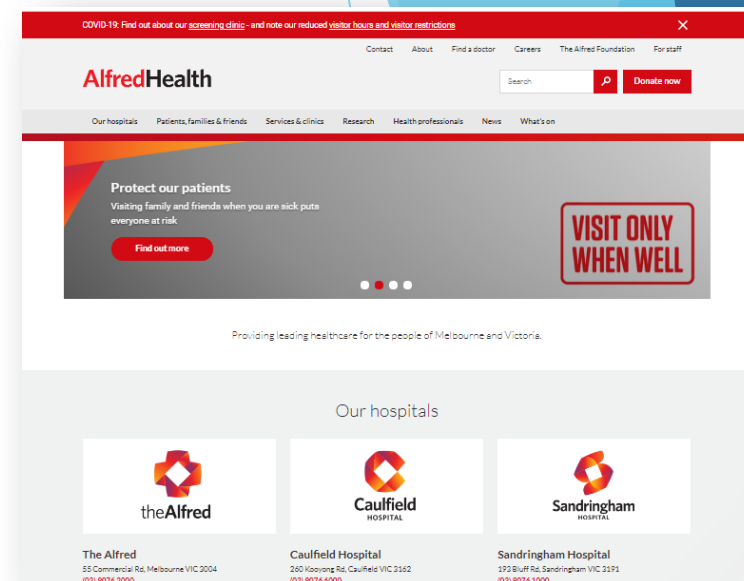 COVID-19: Find out about our screening clinic - and note our reduced visitor hours and visitor restrictions
Contact About Find a doctor Careers The Alfred Foundation For staff
AlfredHealth
Search
Donate now
Our hospitals Patients, families & friends Services & clinics Research Health professionals News What's on
Protect our patients
Visiting family and friends when you are sick puts
everyone at risk
Find out more
VISIT ONLY
WHEN WELL
Providing leading healthcare for the people of Melbourne and Victoria.
Our hospitals
theAlfred
Caulfield
HOSPITAL
Sandringham
HOSPITAL
The Alfred
55 Commercial Rd, Melbourne VIC 3004
(03) 9076 2000
Caulfield Hospital
260 Kooyong Rd, Caulfield VIC 3162
(03) 9076 6000
Sandringham Hospital
193 Bluff Rd, Sandringham VIC 3191
(03) 9076 1000